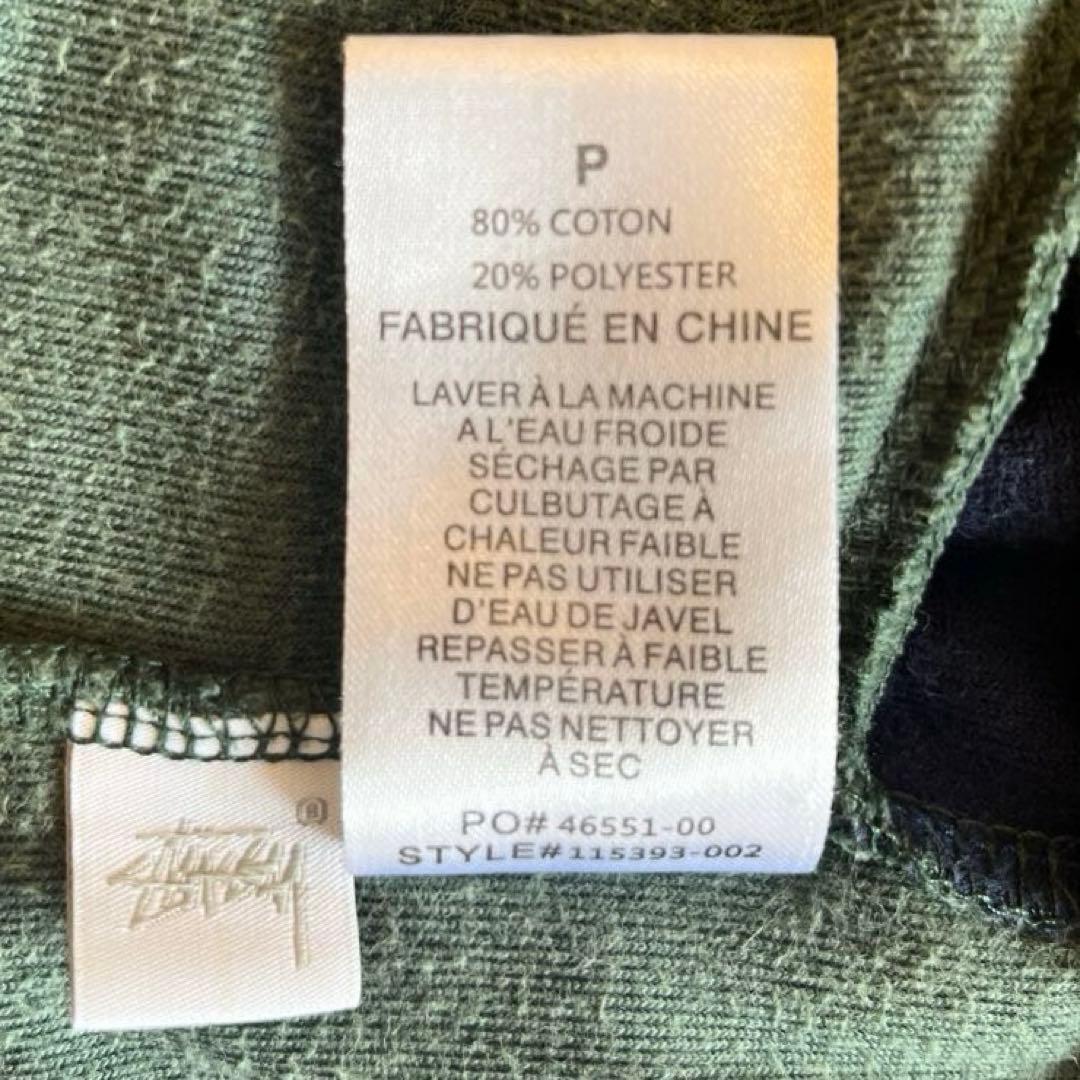 P
80% COTON
20% POLYESTER
FABRIQUÉ EN CHINE
LAVER À LA MACHINE
A L'EAU FROIDE
SÉCHAGE PAR
CULBUTAGE À
CHALEUR FAIBLE
NE PAS UTILISER
D'EAU DE JAVEL
REPASSER À FAIBLE
TEMPÉRATURE
NE PAS NETTOYER
À SEC
PO# 46551-00
STYLE# 115393-002
®
Stüssy